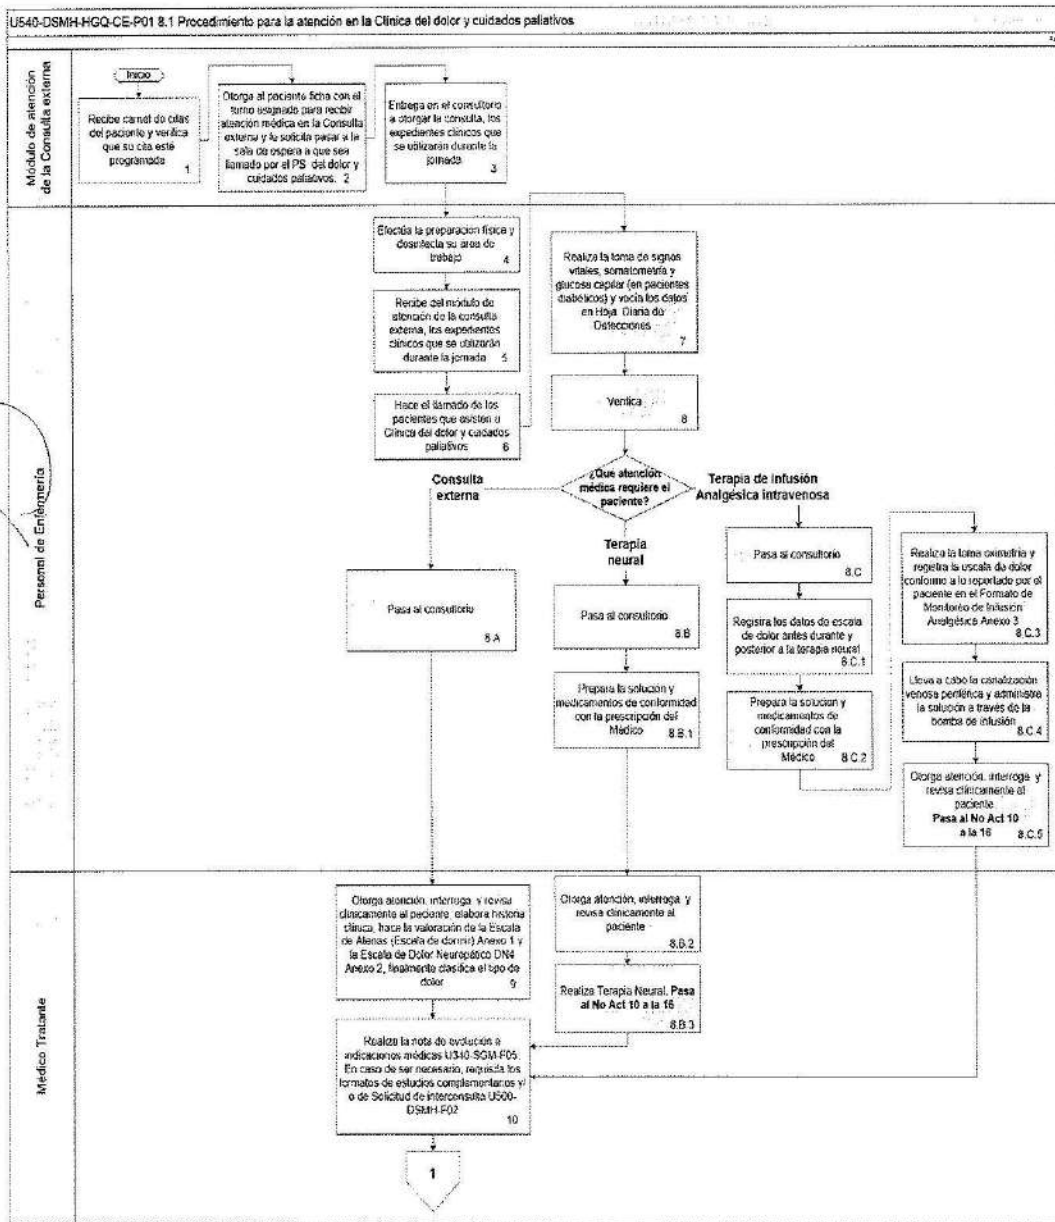 U540-DSMH-HGQ-CE-P01 8.1 Procedimiento para la atención en la Clínica del dolor y cuidados paliativos
Módulo de atención
de la Consulta externa
Inicio
Recibe carnet de citas
del paciente y verifica
que su cita esté
programada
1
Otorga al paciente ficha con el
turno asignado para recibir
atención médica en la Consulta
externa y le solicita pasar a la
sala de espera a que sea
llamado por el PS del dolor y
cuidados paliativos. 2
Entrega en el consultorio
a otorgar la consulta, los
expedientes clínicos que
se utilizarán durante la
jornada
3
Personal de Enfermería
Efectúa la preparación física y
desinfecta su área de
trabajo 4
Recibe del módulo de
atención de la consulta
externa, los expedientes
clínicos que se utilizarán
durante la jornada 5
Hace el llamado de los
pacientes que asisten a
Clínica del dolor y cuidados
paliativos 6
Realiza la toma de signos
vitales, somatometría y
glucosa capilar (en pacientes
diabéticos) y vacía los datos
en Hoja Diaria de
Detecciones
7
Verifica
8
¿Qué atención
médica requiere el
paciente?
Consulta
externa
Terapia
neural
Terapia de Infusión
Analgésica intravenosa
Pasa al consultorio
8.A
Pasa al consultorio
8.B
Prepara la solución y
medicamentos de conformidad
con la prescripción del
Médico 8.B.1
Pasa al consultorio
8.C
Registra los datos de escala
de dolor antes durante y
posterior a la terapia neural
8.C.1
Prepara la solución y
medicamentos de
conformidad con la
prescripción del
Médico 8.C.2
Realiza la toma oximetría y
registra la escala de dolor
conforme a lo reportado por el
paciente en el Formato de
Monitoreo de Infusión
Analgésica Anexo 3
8.C.3
Lleva a cabo la canalización
venosa periférica y administra
la solución a través de la
bomba de infusión
8.C.4
Otorga atención, interroga y
revisa clínicamente al
paciente
Pasa al No Act 10
a la 16 8.C.5
Médico Tratante
Otorga atención, interroga y revisa
clínicamente al paciente, elabora historia
clínica, hace la valoración de la Escala
de Atenas (Escala de dormir) Anexo 1 y
la Escala de Dolor Neuropático DN4
Anexo 2, finalmente clasifica el tipo de
dolor 9
Otorga atención, interroga y
revisa clínicamente al
paciente
8.B.2
Realiza Terapia Neural. Pasa
al No Act 10 a la 16
8.B.3
Realiza la nota de evolución e
indicaciones médicas U340-SGM-F05.
En caso de ser necesario, requisita los
formatos de estudios complementarios y/
o de Solicitud de interconsulta U500-
DSMH-F02
10
1